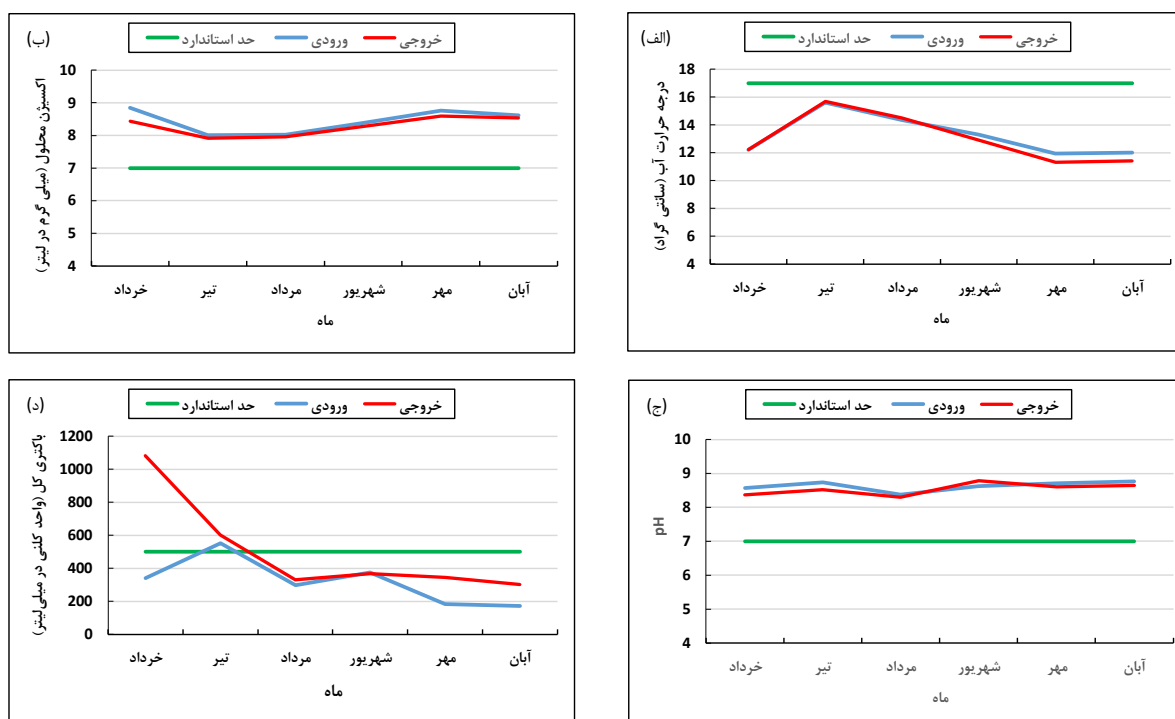 (الف)
حد استاندارد ورودی خروجی
درجه حرارت آب (سانتی گراد)
18
16
14
12
10
8
6
4
خرداد تیر مرداد شهریور مهر آبان
ماه
(ب)
حد استاندارد ورودی خروجی
اکسیژن محلول (میلی گرم در لیتر)
10
9
8
7
6
5
4
خرداد تیر مرداد شهریور مهر آبان
ماه
(ج)
حد استاندارد ورودی خروجی
pH
10
9
8
7
6
5
4
خرداد تیر مرداد شهریور مهر آبان
ماه
(د)
حد استاندارد ورودی خروجی
باکتری کل (واحد کلنی در میلی لیتر)
1200
1000
800
600
400
200
0
خرداد تیر مرداد شهریور مهر آبان
ماه